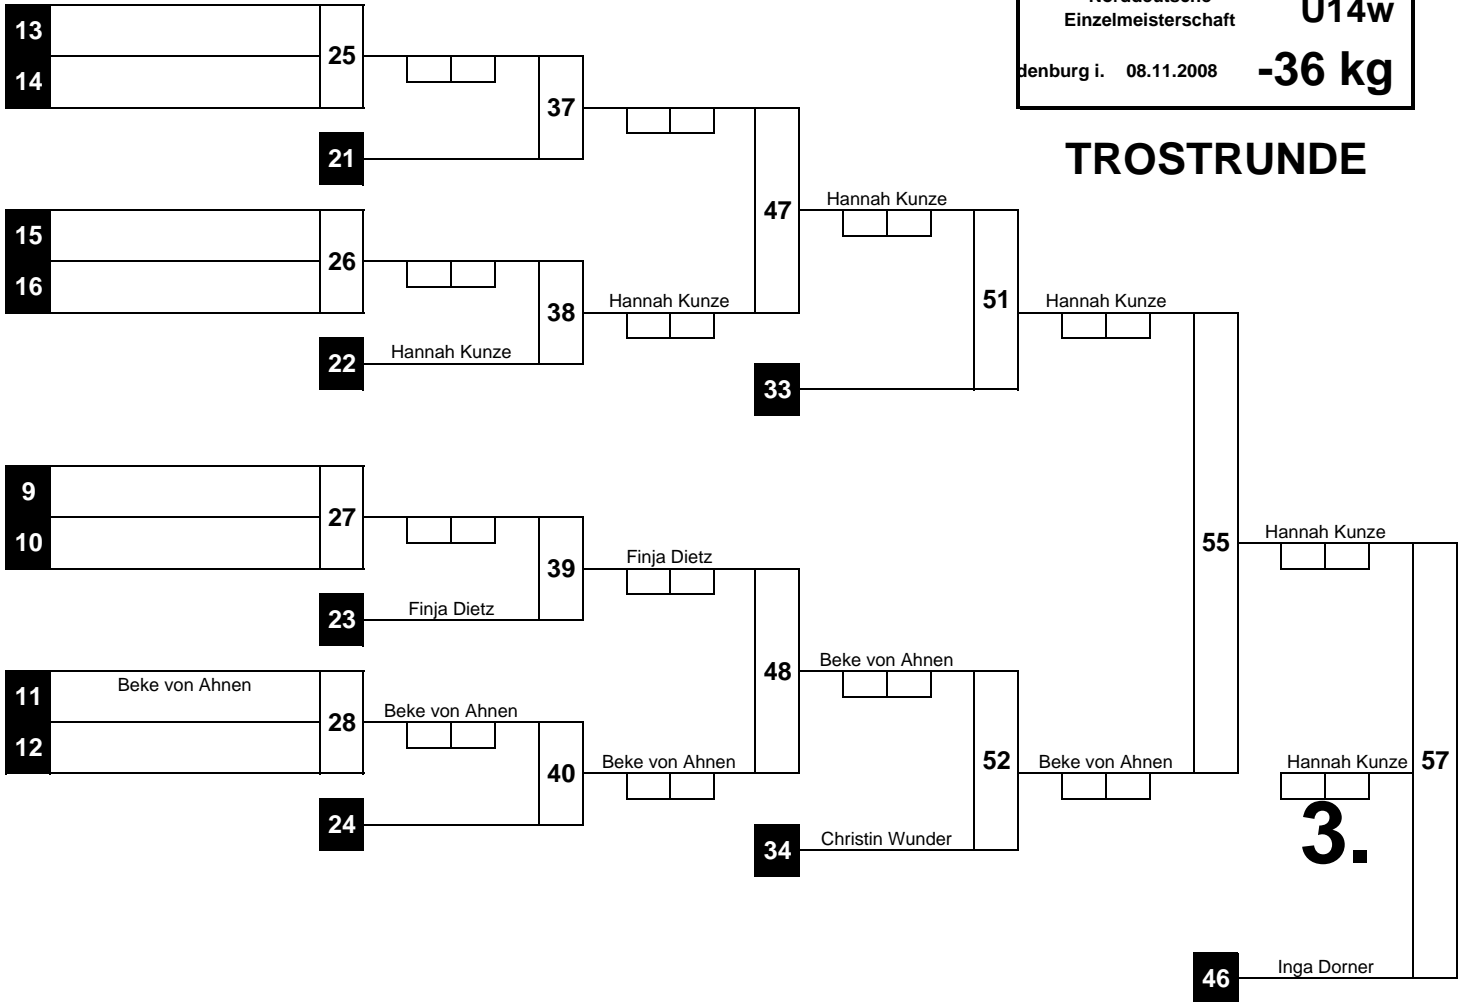 Norddeutsche
Einzelmeisterschaft
U14w
denburg i. 08.11.2008
-36 kg
TROSTRUNDE
13
14
25
37
21
47
Hannah Kunze
15
16
26
38
Hannah Kunze
22
Hannah Kunze
51
Hannah Kunze
33
9
10
27
39
Finja Dietz
23
Finja Dietz
55
Hannah Kunze
11
Beke von Ahnen
12
28
Beke von Ahnen
40
Beke von Ahnen
24
48
Beke von Ahnen
52
Beke von Ahnen
34
Christin Wunder
Hannah Kunze
57
3.
46
Inga Dorner